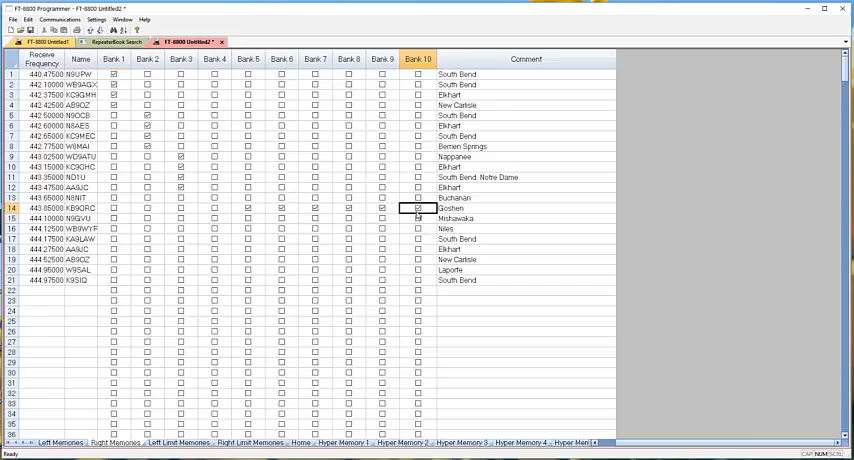 FT-8800 Programmer - FT-8800 Untitled2 *
File Edit Communications Settings Window Help
FT-8800 Untitled1 RepeaterBook Search FT-8800 Untitled2 *
Receive Frequency Name Bank 1 Bank 2 Bank 3 Bank 4 Bank 5 Bank 6 Bank 7 Bank 8 Bank 9 Bank 10 Comment
1 440.47500 N9UPW South Bend
2 442.10000 WB9AGX South Bend
3 442.37500 KC9GMH Elkhart
4 442.42500 AB9OZ New Carlisle
5 442.50000 N9OCB South Bend
6 442.60000 N8AES Elkhart
7 442.65000 KC9MEC South Bend
8 442.77500 W8MAI Berrien Springs
9 443.02500 WD9ATU Nappanee
10 443.15000 KC9OHC Elkhart
11 443.35000 ND1U South Bend. Notre Dame
12 443.47500 AA9JC Elkhart
13 443.65000 N8NIT Buchanan
14 443.85000 KB9ORC Goshen
15 444.10000 N9GVU Mishawaka
16 444.12500 WB9WYR Niles
17 444.17500 KA9LAW South Bend
18 444.27500 AA9JC Elkhart
19 444.52500 AB9OZ New Carlisle
20 444.95000 W9SAL Laporte
21 444.97500 K9SIQ South Bend
22
23
24
25
26
27
28
29
30
31
32
33
34
35
36
Left Memories Right Memories Left Limit Memories Right Limit Memories Home Hyper Memory 1 Hyper Memory 2 Hyper Memory 3 Hyper Memory 4 Hyper Mem
Ready CAP NUM SCRL